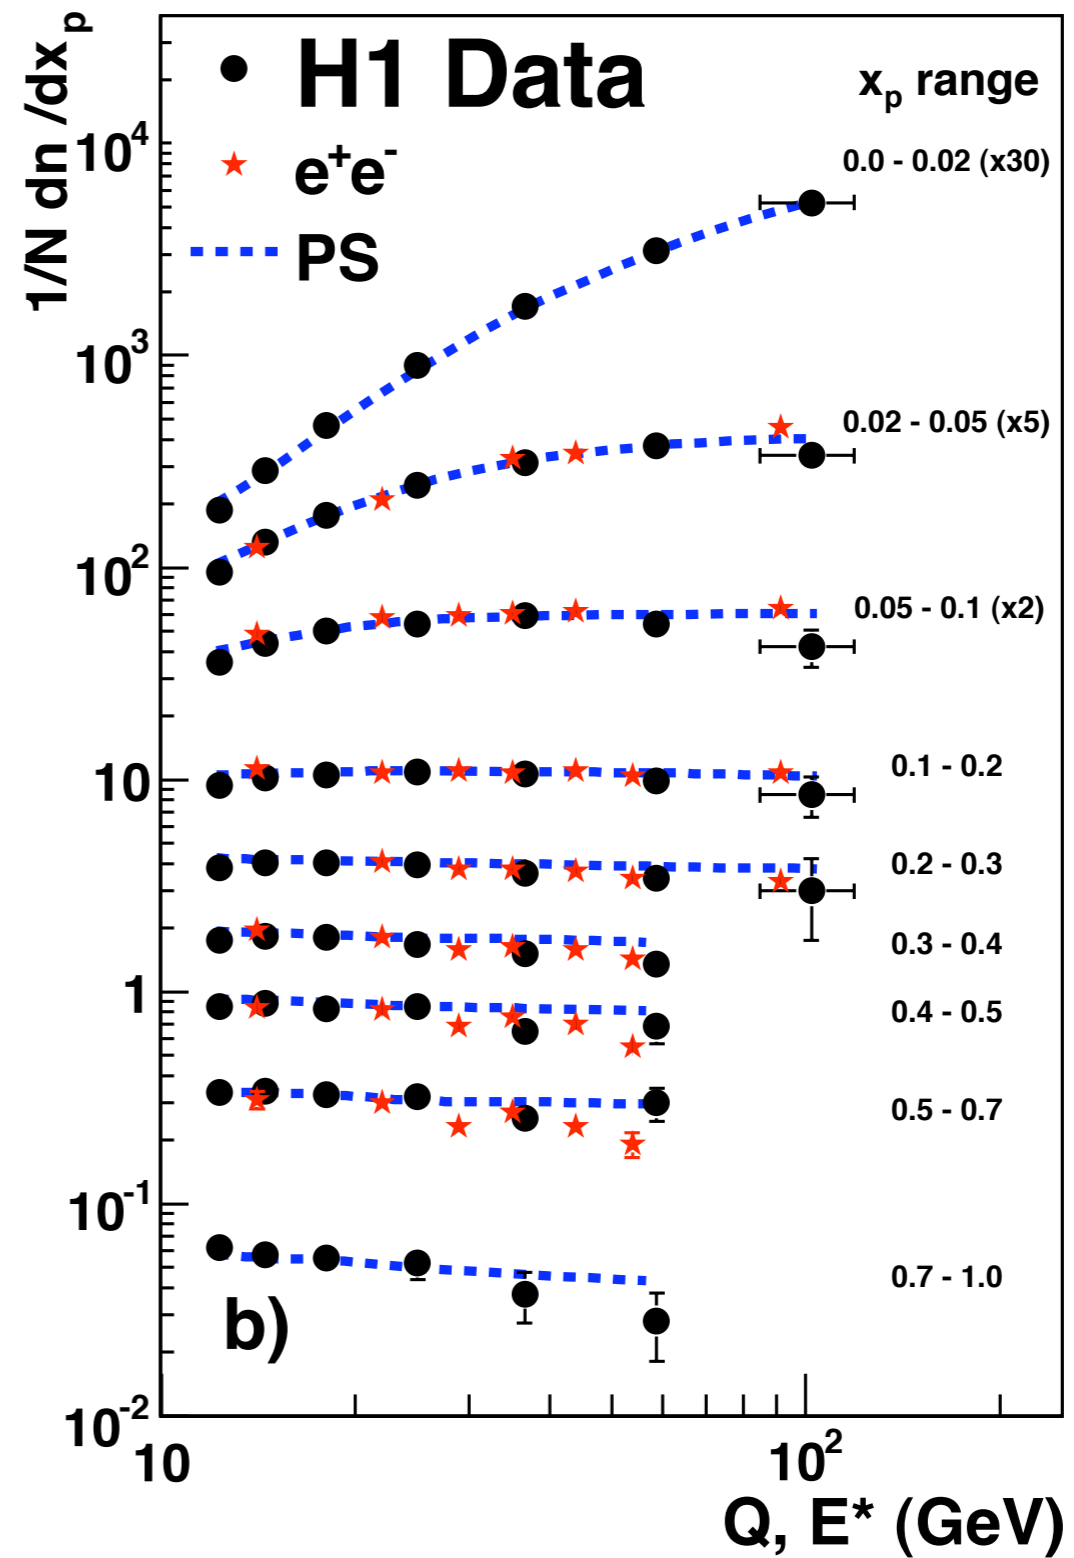 1/N dn /dx_p
H1 Data
e⁺e⁻
PS
x_p range
0.0 - 0.02 (x30)
0.02 - 0.05 (x5)
0.05 - 0.1 (x2)
0.1 - 0.2
0.2 - 0.3
0.3 - 0.4
0.4 - 0.5
0.5 - 0.7
0.7 - 1.0
10⁴
10³
10²
10
1
10⁻¹
10⁻²
b)
10
10²
Q, E* (GeV)